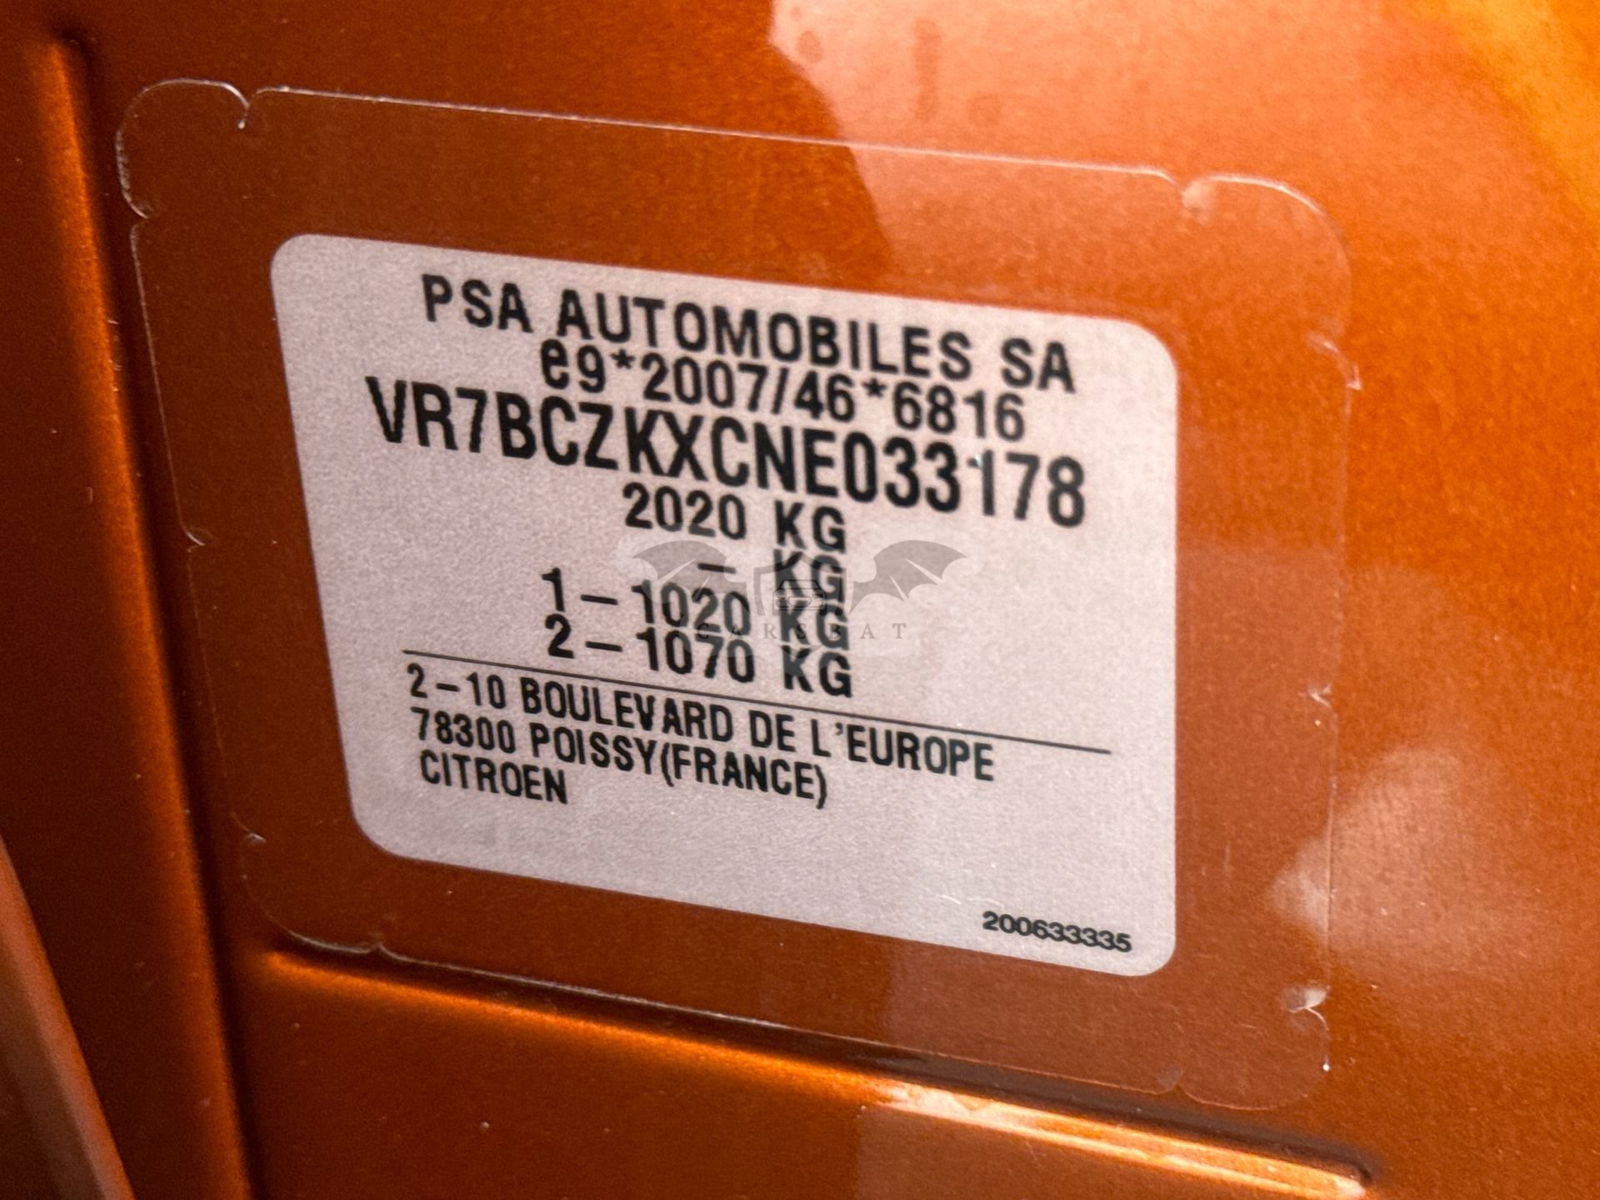 PSA AUTOMOBILES SA
e9*2007/46*6816
VR7BCZKXCNE033178
2020 KG
- KG
1-1020 KG
2-1070 KG
2-10 BOULEVARD DE L'EUROPE
78300 POISSY(FRANCE)
CITROEN
200633335